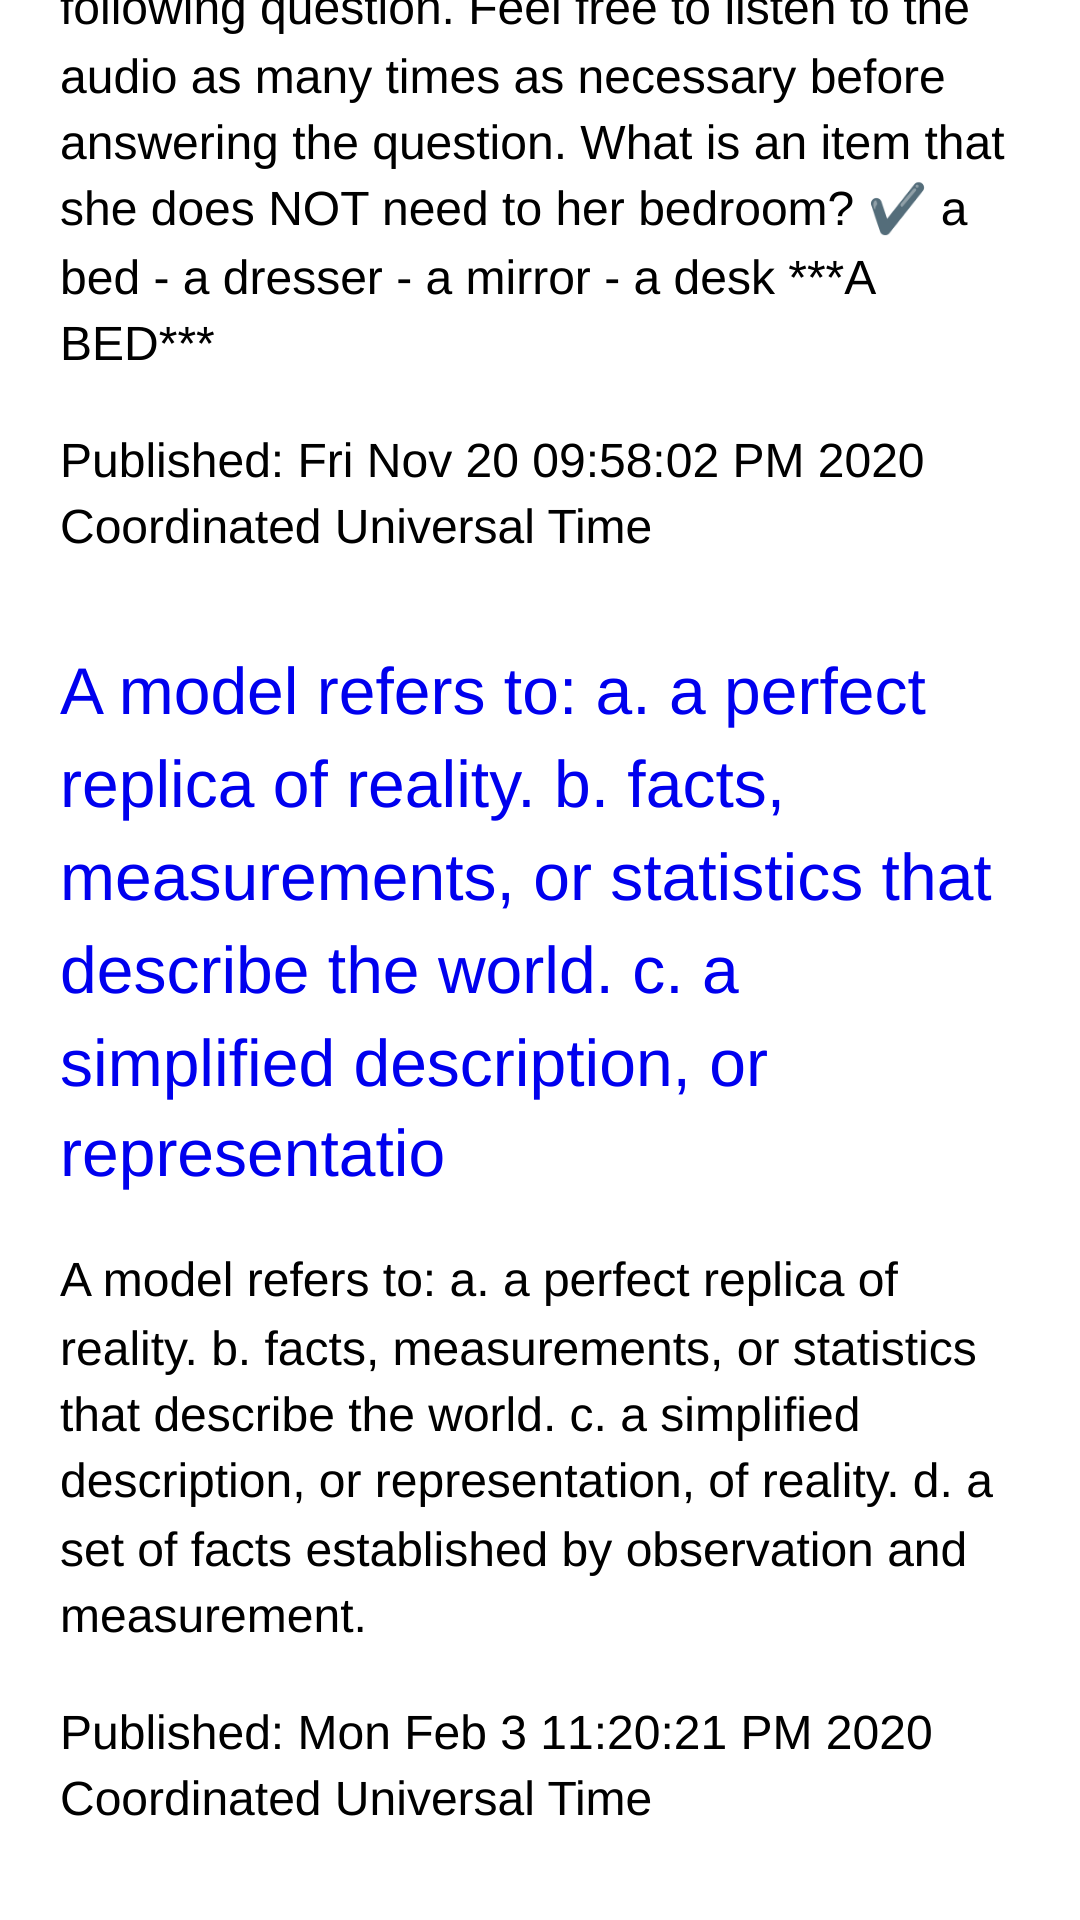 following question. Feel free to listen to the
audio as many times as necessary before
answering the question. What is an item that
she does NOT need to her bedroom? ✔️ a
bed - a dresser - a mirror - a desk ***A
BED***
Published: Fri Nov 20 09:58:02 PM 2020
Coordinated Universal Time
A model refers to: a. a perfect
replica of reality. b. facts,
measurements, or statistics that
describe the world. c. a
simplified description, or
representatio
A model refers to: a. a perfect replica of
reality. b. facts, measurements, or statistics
that describe the world. c. a simplified
description, or representation, of reality. d. a
set of facts established by observation and
measurement.
Published: Mon Feb 3 11:20:21 PM 2020
Coordinated Universal Time